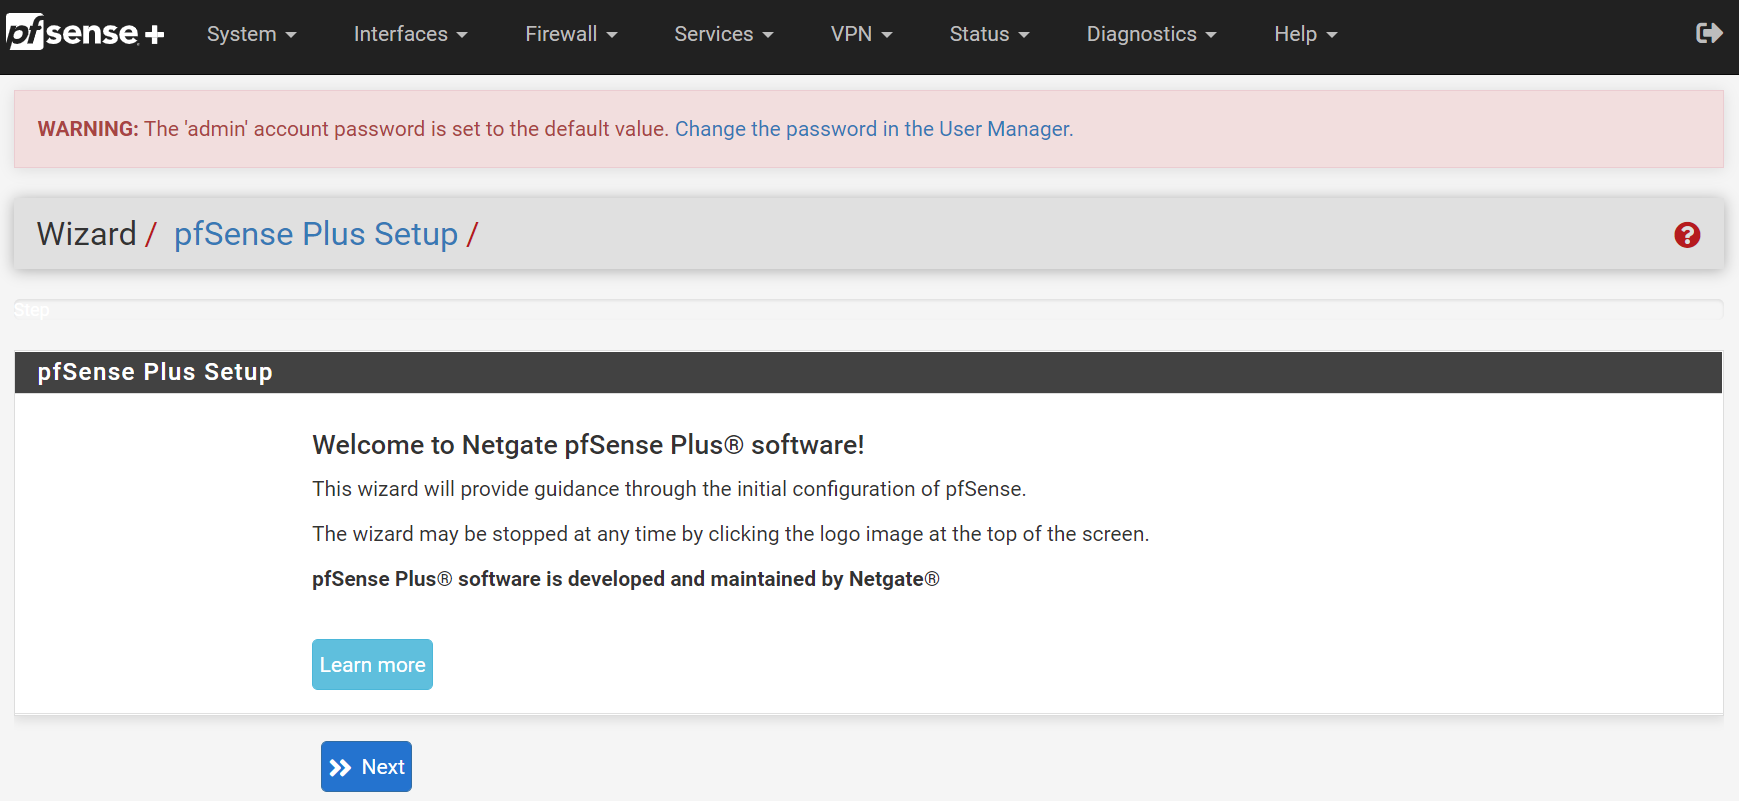 pfsense+ System Interfaces Firewall Services VPN Status Diagnostics Help
WARNING: The 'admin' account password is set to the default value. Change the password in the User Manager.
Wizard / pfSense Plus Setup /
Step
pfSense Plus Setup
Welcome to Netgate pfSense Plus® software!
This wizard will provide guidance through the initial configuration of pfSense.
The wizard may be stopped at any time by clicking the logo image at the top of the screen.
pfSense Plus® software is developed and maintained by Netgate®
Learn more
Next